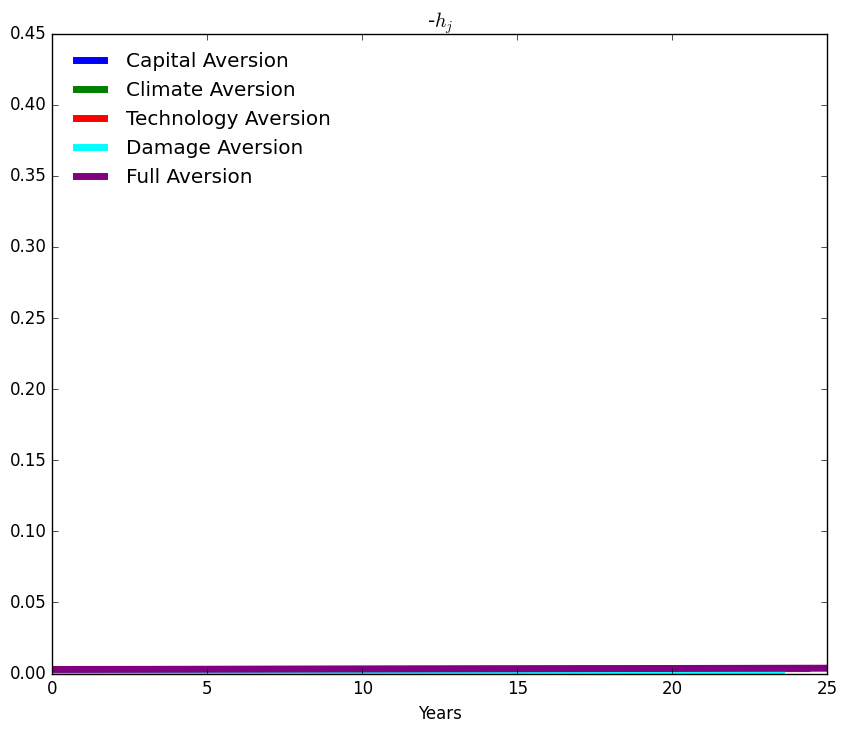 -h_j
0.45
Capital Aversion
Climate Aversion
0.40
Technology Aversion
Damage Aversion
0.35
Full Aversion
0.30
0.25
0.20
0.15
0.10
0.05
0.00
0 5 10 15 20 25
Years